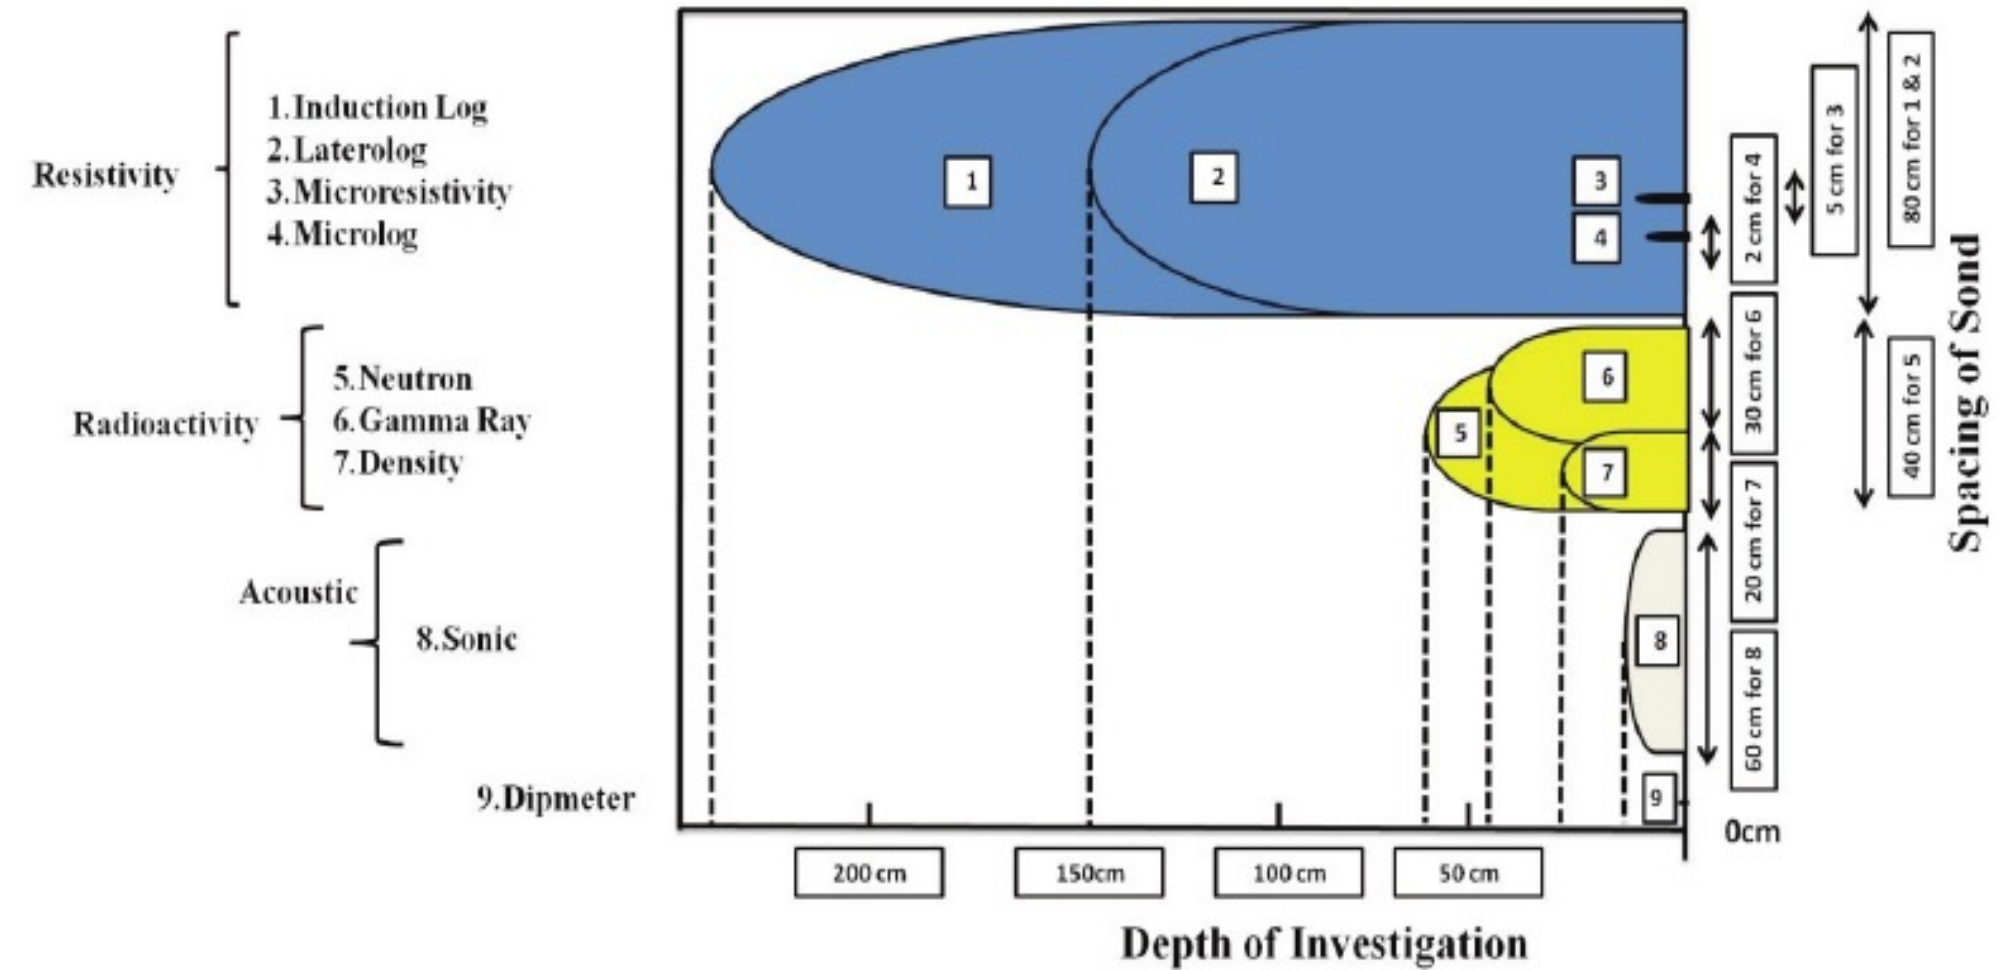 Resistivity
1.Induction Log
2.Laterolog
3.Microresistivity
4.Microlog
Radioactivity
5.Neutron
6.Gamma Ray
7.Density
Acoustic
8.Sonic
9.Dipmeter
1
2
3
4
5
6
7
8
9
2 cm for 4
5 cm for 3
80 cm for 1 & 2
30 cm for 6
40 cm for 5
20 cm for 7
60 cm for 8
Spacing of Sond
0cm
200 cm
150cm
100 cm
50 cm
Depth of Investigation